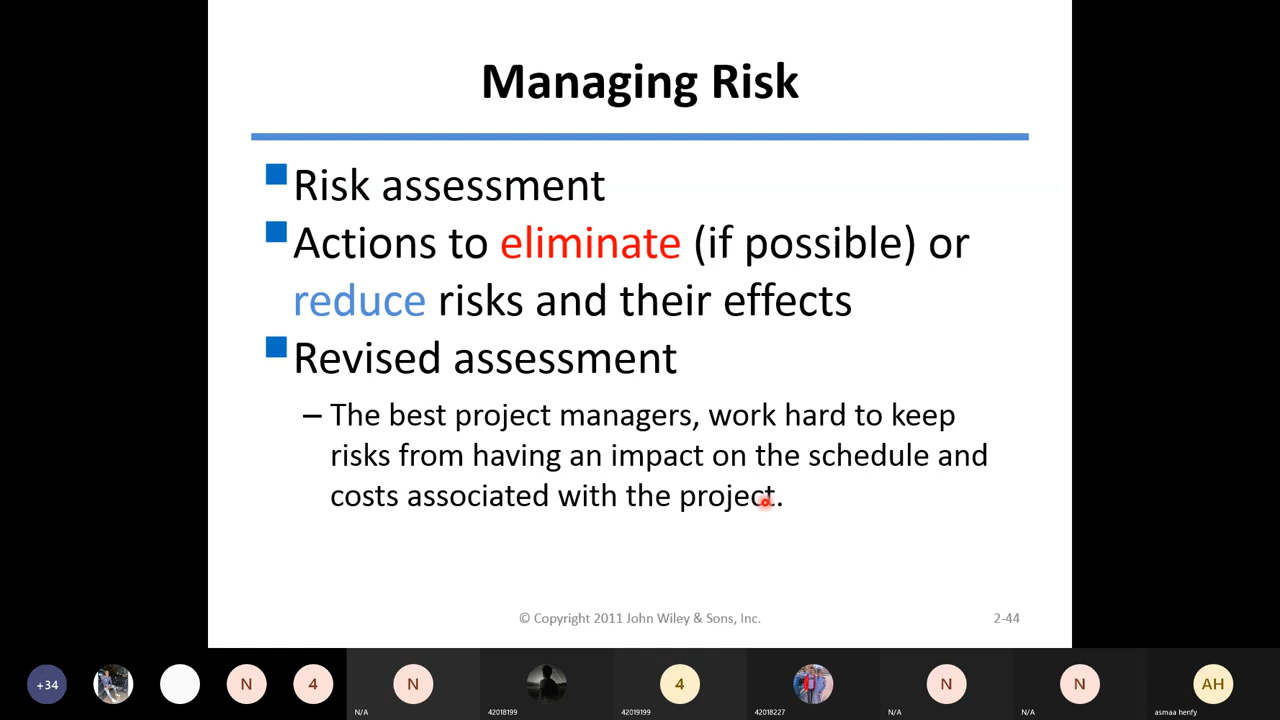 Managing Risk
Risk assessment
Actions to eliminate (if possible) or
reduce risks and their effects
Revised assessment
– The best project managers, work hard to keep
risks from having an impact on the schedule and
costs associated with the project.
© Copyright 2011 John Wiley & Sons, Inc.
2-44
+34
N
4
N
4
N
N
AH
N/A
42018199
42019199
42018227
N/A
N/A
asmaa henfy